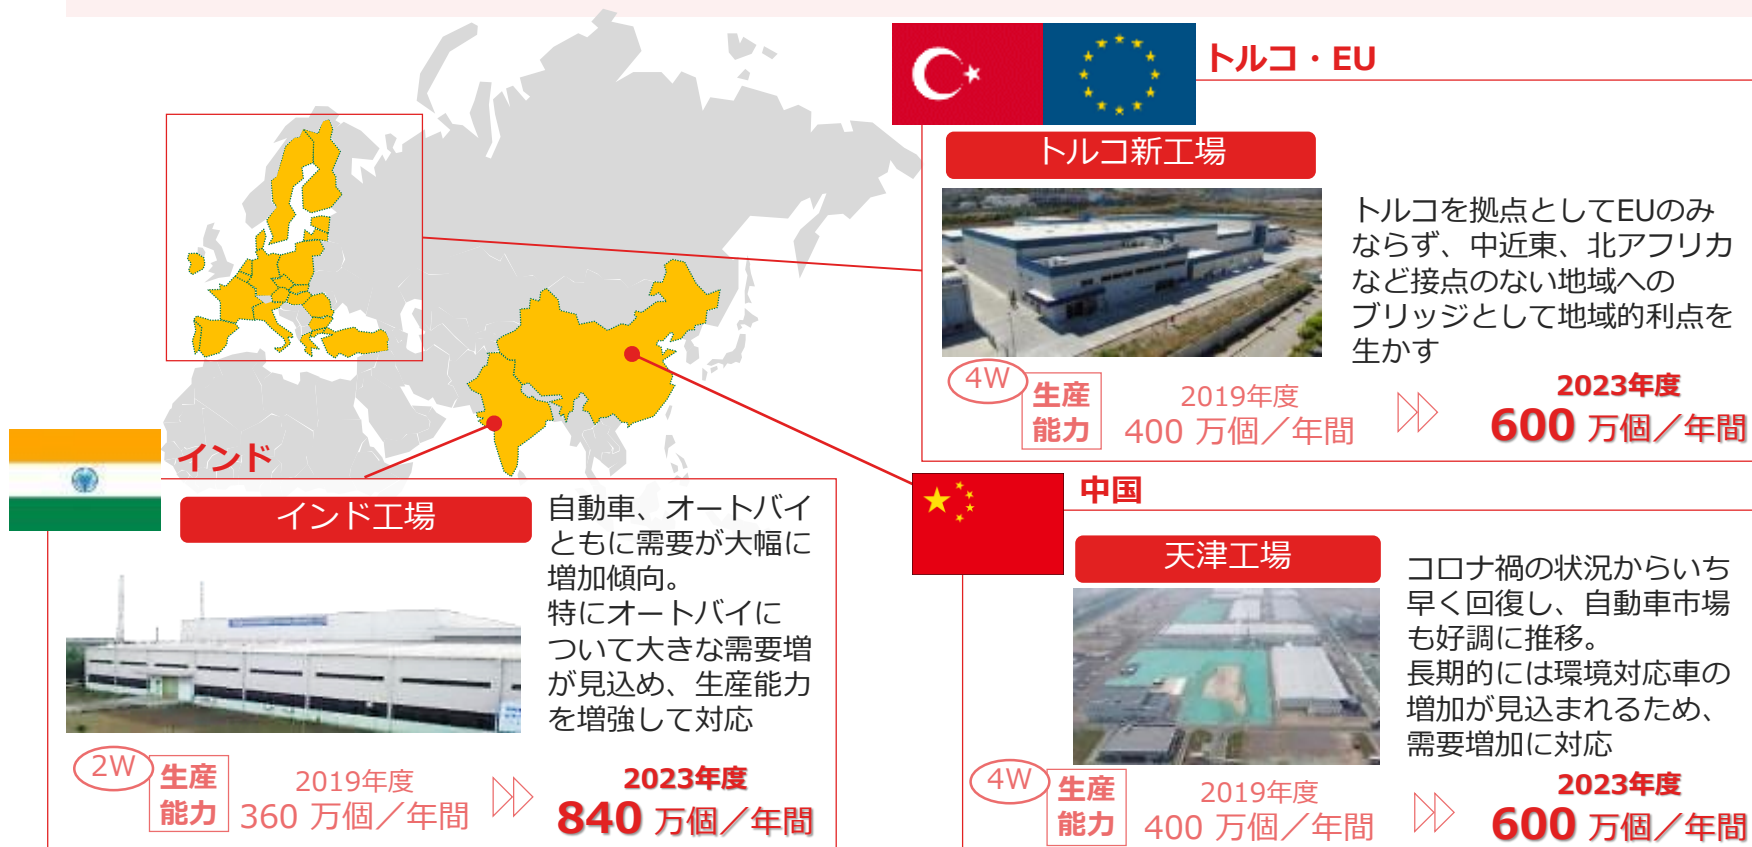 トルコ・EU
トルコ新工場
トルコを拠点としてEUのみ
ならず、中近東、北アフリカ
など接点のない地域への
ブリッジとして地域的利点を
生かす
4W
生産
能力
2019年度
400 万個／年間
2023年度
600 万個／年間
インド
インド工場
自動車、オートバイ
ともに需要が大幅に
増加傾向。
特にオートバイに
ついて大きな需要増
が見込め、生産能力
を増強して対応
2W
生産
能力
2019年度
360 万個／年間
2023年度
840 万個／年間
中国
天津工場
コロナ禍の状況からいち
早く回復し、自動車市場
も好調に推移。
長期的には環境対応車の
増加が見込まれるため、
需要増加に対応
4W
生産
能力
2019年度
400 万個／年間
2023年度
600 万個／年間